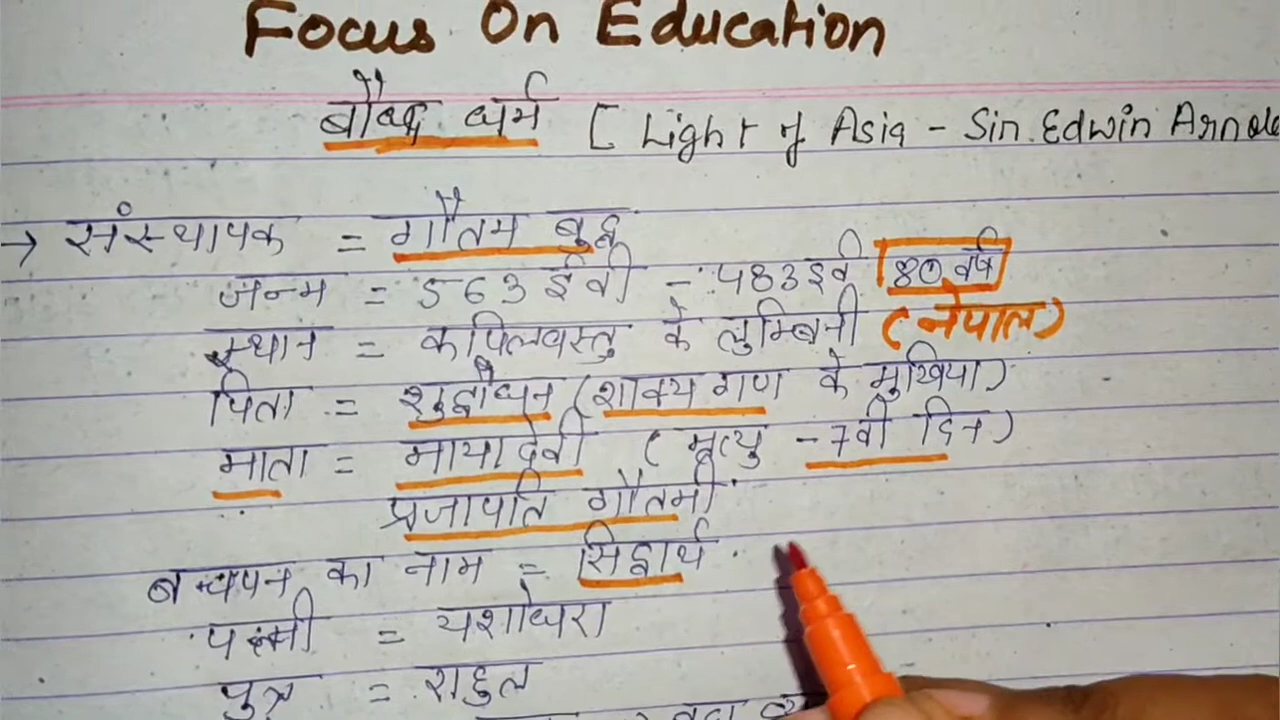 Focus On Education
बौद्ध धर्म [ Light of Asia - Sir. Edwin Arnold
→ संस्थापक = गौतम बुद्ध
जन्म = 563 ईवी - 483 इवी 80 वर्ष
स्थान = कपिलवस्तु के लुम्बिनी (नेपाल)
पिता = शुद्धोधन (शाक्य गण के मुखिया)
माता = मायादेवी ( मृत्यु - 7वी दिन)
प्रजापति गौतमी
बचपन का नाम = सिद्धार्थ
पत्नी = यशोधरा
पुत्र = राहुल